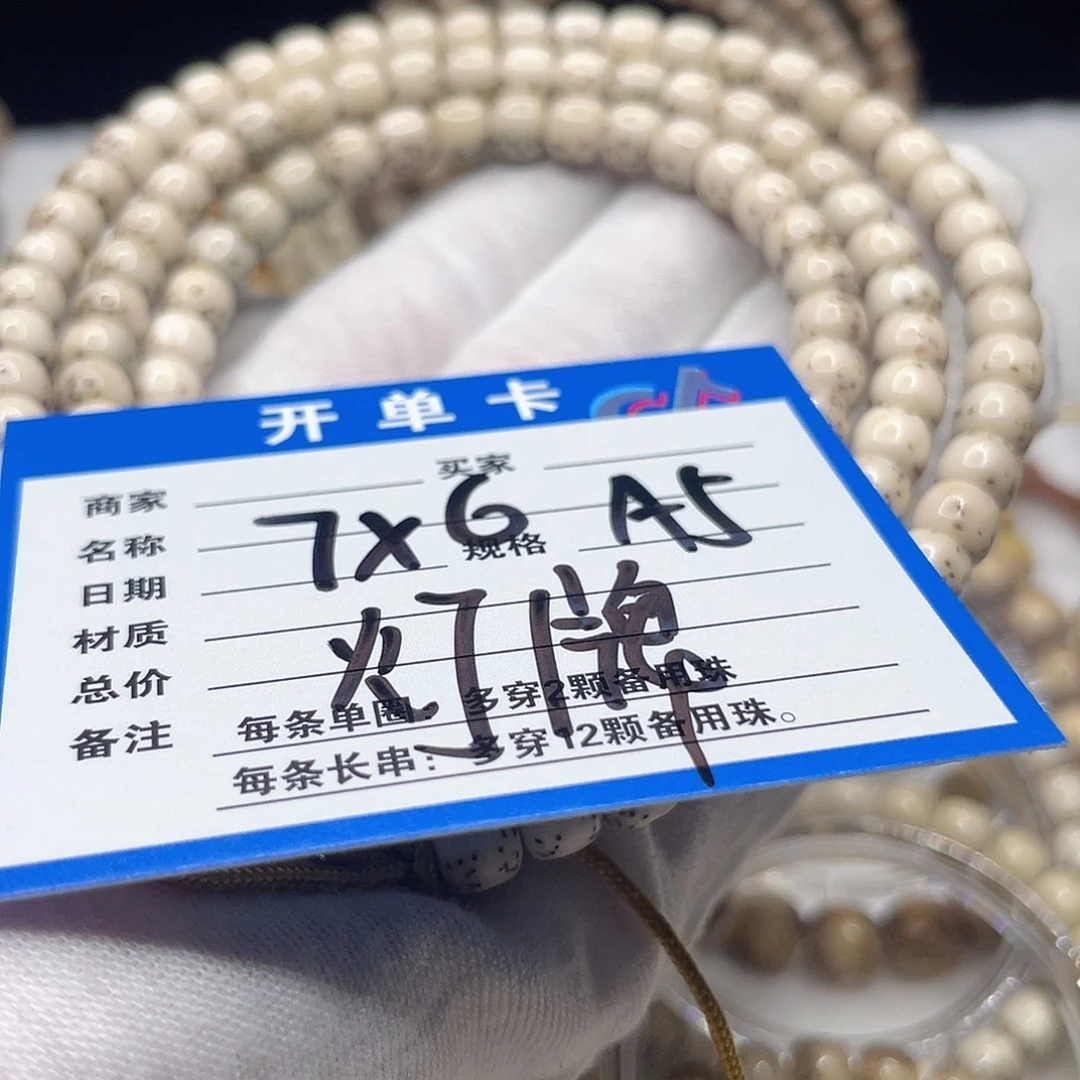 开单卡
商家 买家
名称 规格
7x6 A5
日期
材质
灯牌
总价
备注 每条单圈：多穿2颗备用珠
每条长串：多穿12颗备用珠。